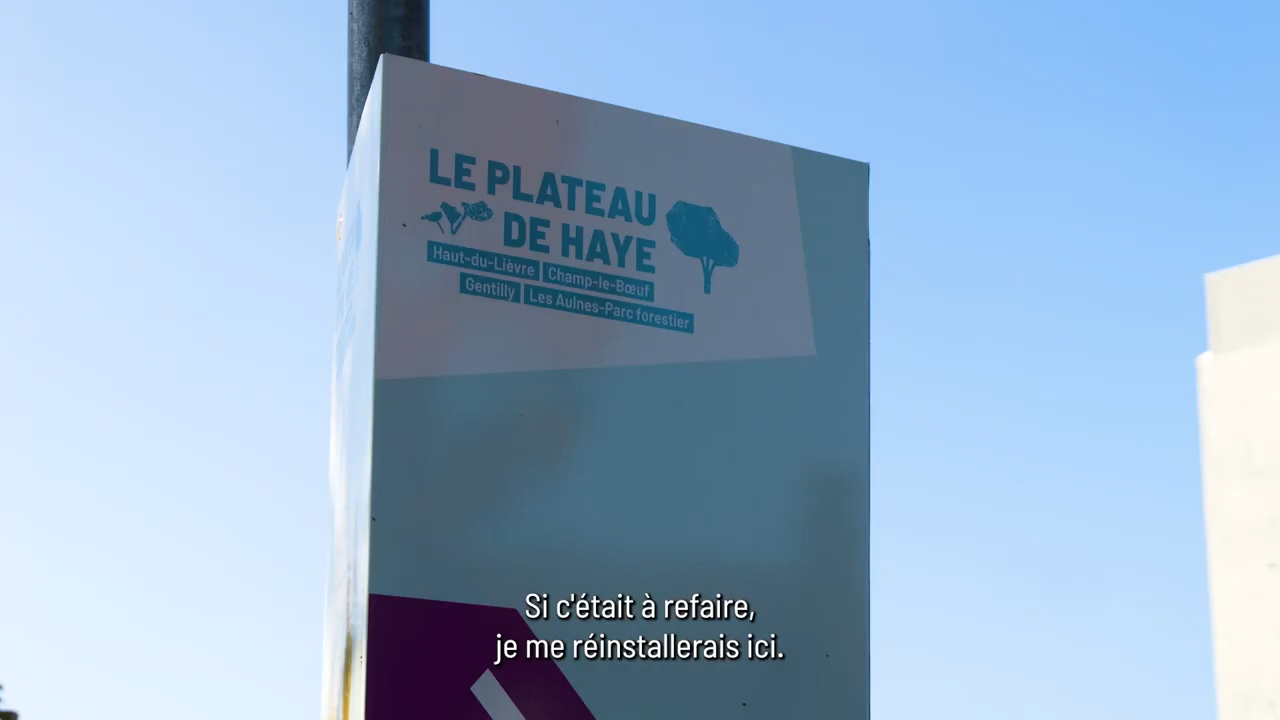 LE PLATEAU
DE HAYE
Haut-du-Lièvre Champ-le-Bœuf
Gentilly Les Aulnes-Parc forestier
Si c'était à refaire,
je me réinstallerais ici.